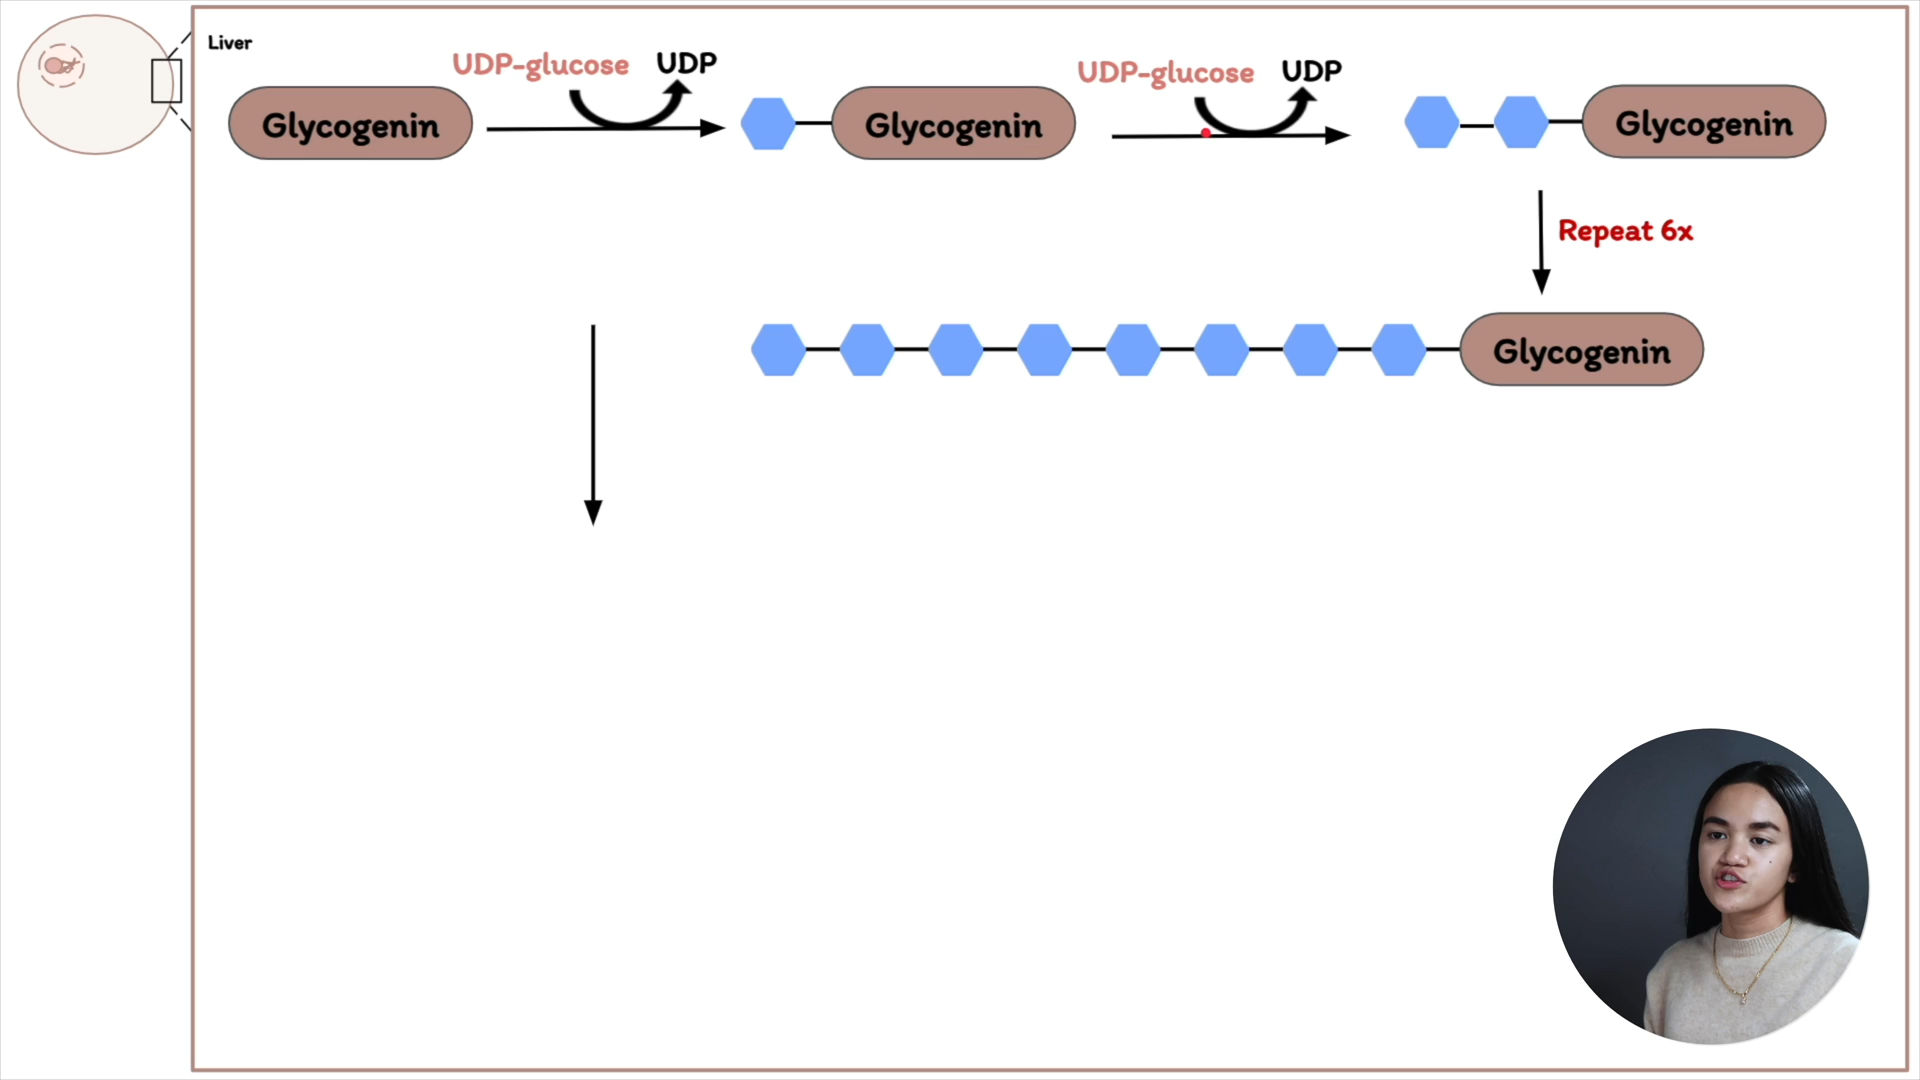 Liver
UDP-glucose UDP
UDP-glucose UDP
Glycogenin
Glycogenin
Glycogenin
Repeat 6x
Glycogenin